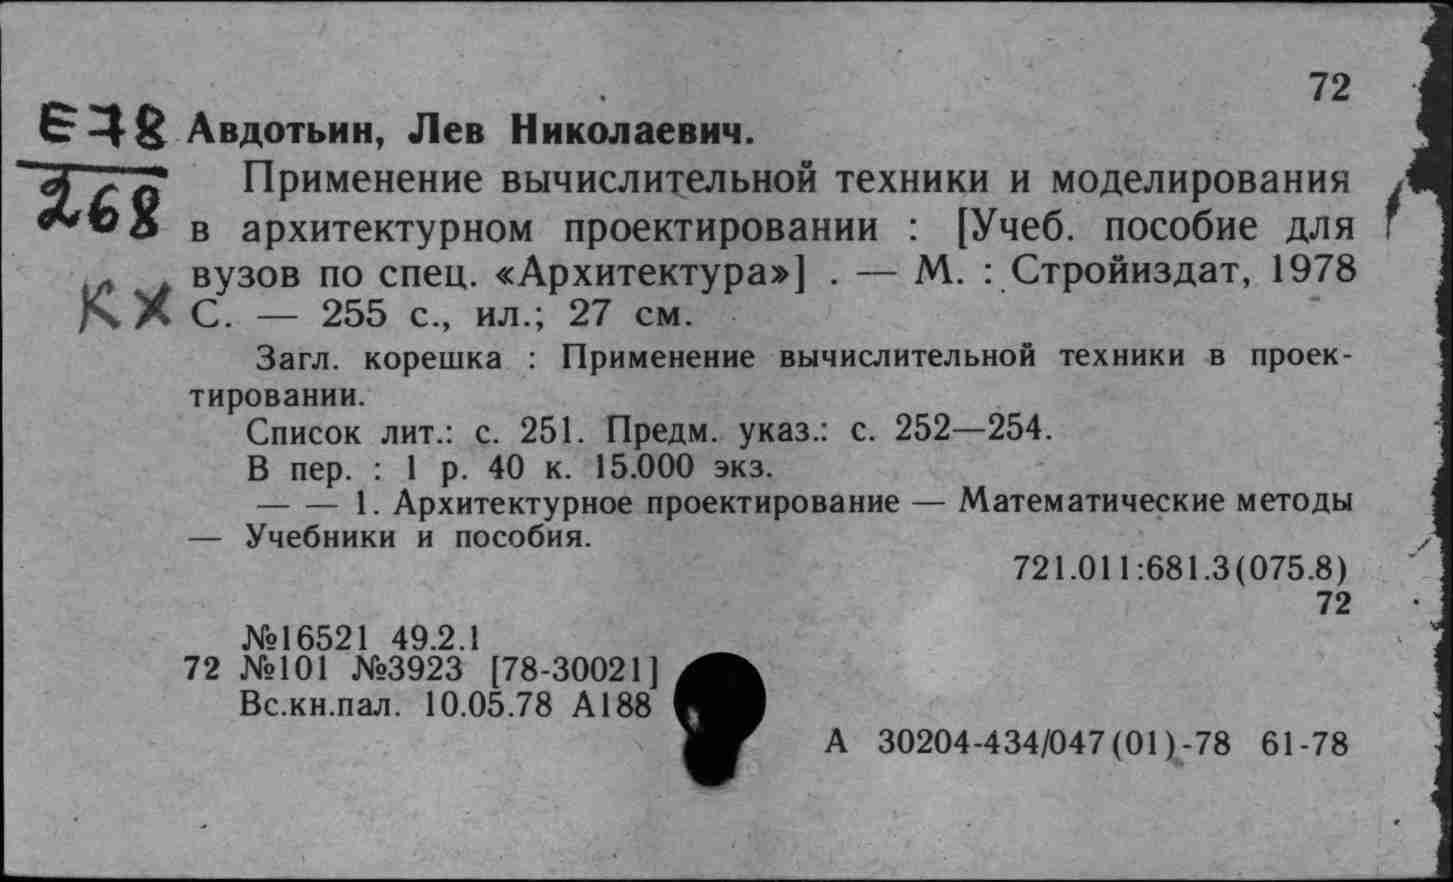 72
Е78 Авдотьин, Лев Николаевич.
268 Применение вычислительной техники и моделирования
в архитектурном проектировании : [Учеб. пособие для
вузов по спец. «Архитектура»] . — М. : Стройиздат, 1978
КХ С. — 255 с., ил.; 27 см.
Загл. корешка : Применение вычислительной техники в проек-
тировании.
Список лит.: с. 251. Предм. указ.: с. 252—254.
В пер. : 1 р. 40 к. 15.000 экз.
— — 1. Архитектурное проектирование — Математические методы
— Учебники и пособия.
721.011:681.3(075.8)
72
№16521 49.2.1
72 №101 №3923 [78-30021]
Вс.кн.пал. 10.05.78 А188
А 30204-434/047(01)-78 61-78